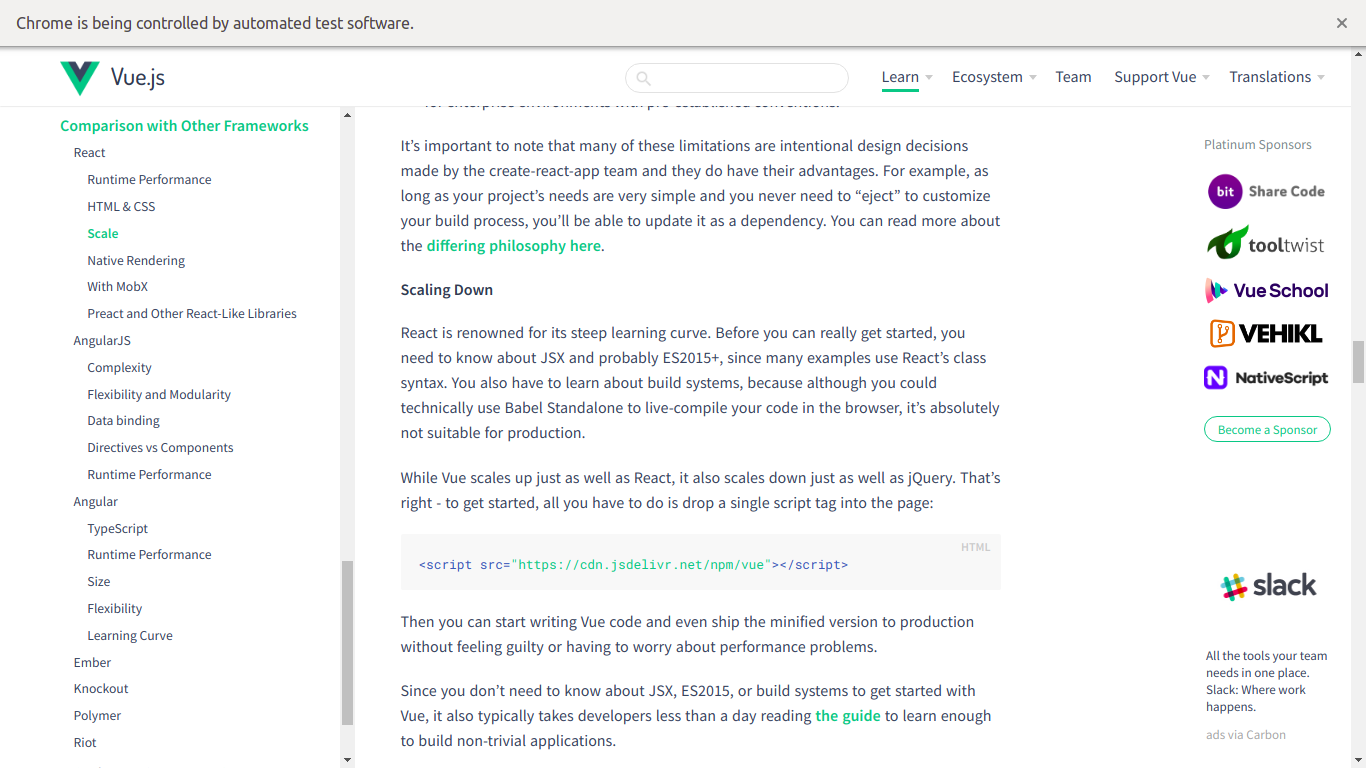 Chrome is being controlled by automated test software.
Vue.js
Learn
Ecosystem
Team
Support Vue
Translations
Comparison with Other Frameworks
React
Runtime Performance
HTML & CSS
Scale
Native Rendering
With MobX
Preact and Other React-Like Libraries
AngularJS
Complexity
Flexibility and Modularity
Data binding
Directives vs Components
Runtime Performance
Angular
TypeScript
Runtime Performance
Size
Flexibility
Learning Curve
Ember
Knockout
Polymer
Riot
for enterprise environments with pre-established conventions.
It’s important to note that many of these limitations are intentional design decisions
made by the create-react-app team and they do have their advantages. For example, as
long as your project’s needs are very simple and you never need to “eject” to customize
your build process, you’ll be able to update it as a dependency. You can read more about
the differing philosophy here.
Scaling Down
React is renowned for its steep learning curve. Before you can really get started, you
need to know about JSX and probably ES2015+, since many examples use React’s class
syntax. You also have to learn about build systems, because although you could
technically use Babel Standalone to live-compile your code in the browser, it’s absolutely
not suitable for production.
While Vue scales up just as well as React, it also scales down just as well as jQuery. That’s
right - to get started, all you have to do is drop a single script tag into the page:
HTML
<script src="https://cdn.jsdelivr.net/npm/vue"></script>
Then you can start writing Vue code and even ship the minified version to production
without feeling guilty or having to worry about performance problems.
Since you don’t need to know about JSX, ES2015, or build systems to get started with
Vue, it also typically takes developers less than a day reading the guide to learn enough
to build non-trivial applications.
Platinum Sponsors
bit Share Code
tooltwist
Vue School
VEHIKL
NativeScript
Become a Sponsor
slack
All the tools your team
needs in one place.
Slack: Where work
happens.
ads via Carbon